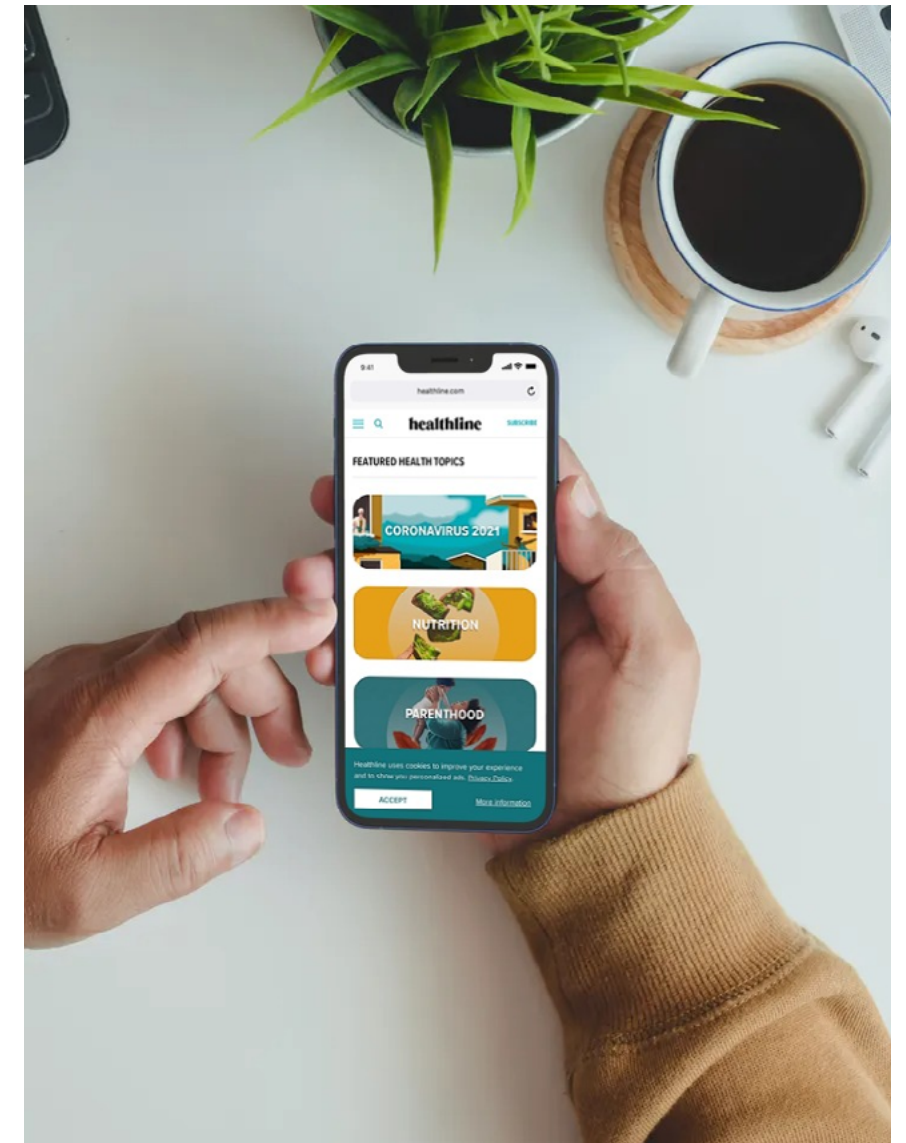 9:41
healthline.com
healthline
SUBSCRIBE
FEATURED HEALTH TOPICS
CORONAVIRUS 2021
NUTRITION
PARENTHOOD
Healthline uses cookies to improve your experience
and to show you personalized ads. Privacy Policy.
ACCEPT
More information